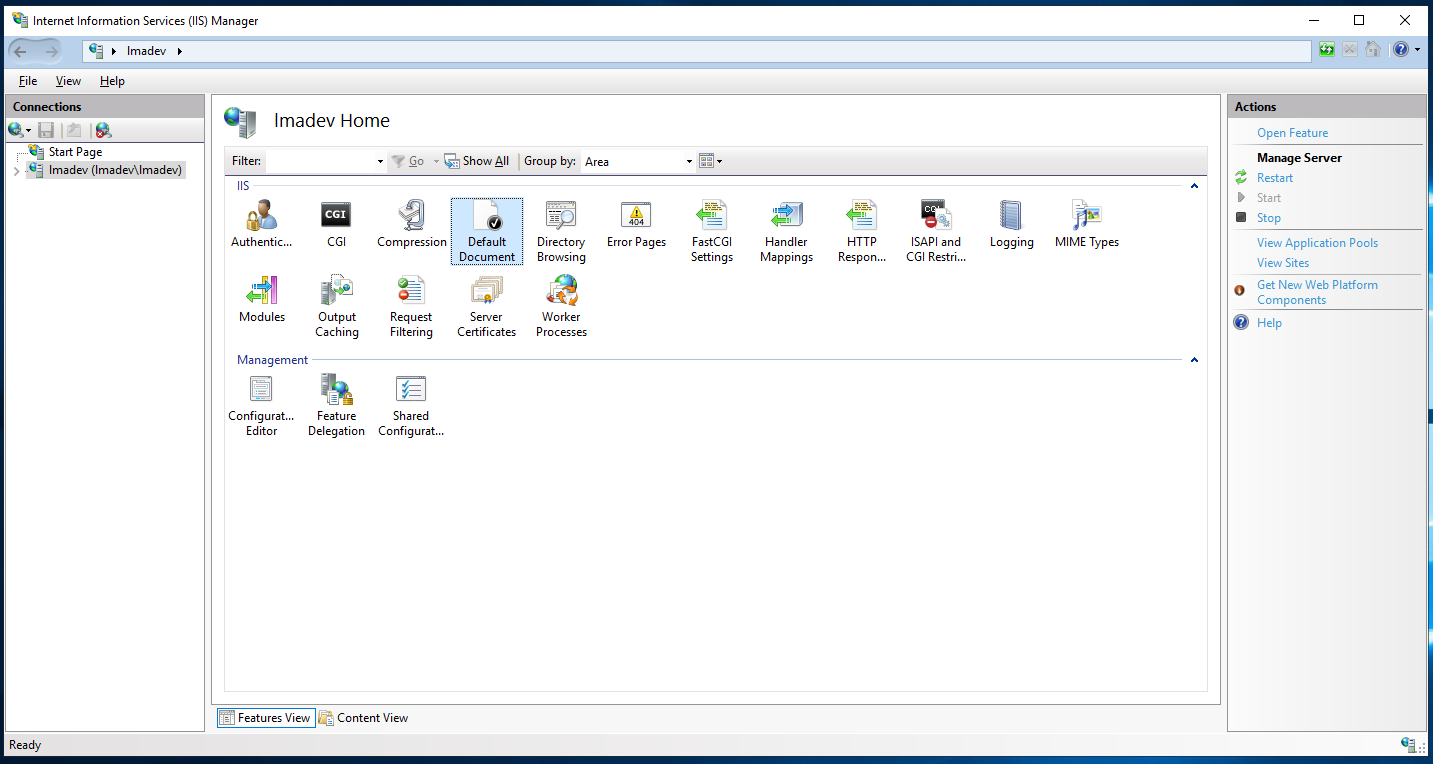 Internet Information Services (IIS) Manager
Imadev
File View Help
Connections
Start Page
Imadev (Imadev\Imadev)
Imadev Home
Filter: Go Show All Group by: Area
IIS
Authentic... CGI Compression Default Document Directory Browsing Error Pages FastCGI Settings Handler Mappings HTTP Respon... ISAPI and CGI Restri... Logging MIME Types
CGI
404
CGI
Modules Output Caching Request Filtering Server Certificates Worker Processes
Management
Configurat... Editor Feature Delegation Shared Configurat...
Features View Content View
Actions
Open Feature
Manage Server
Restart
Start
Stop
View Application Pools
View Sites
Get New Web Platform
Components
Help
Ready